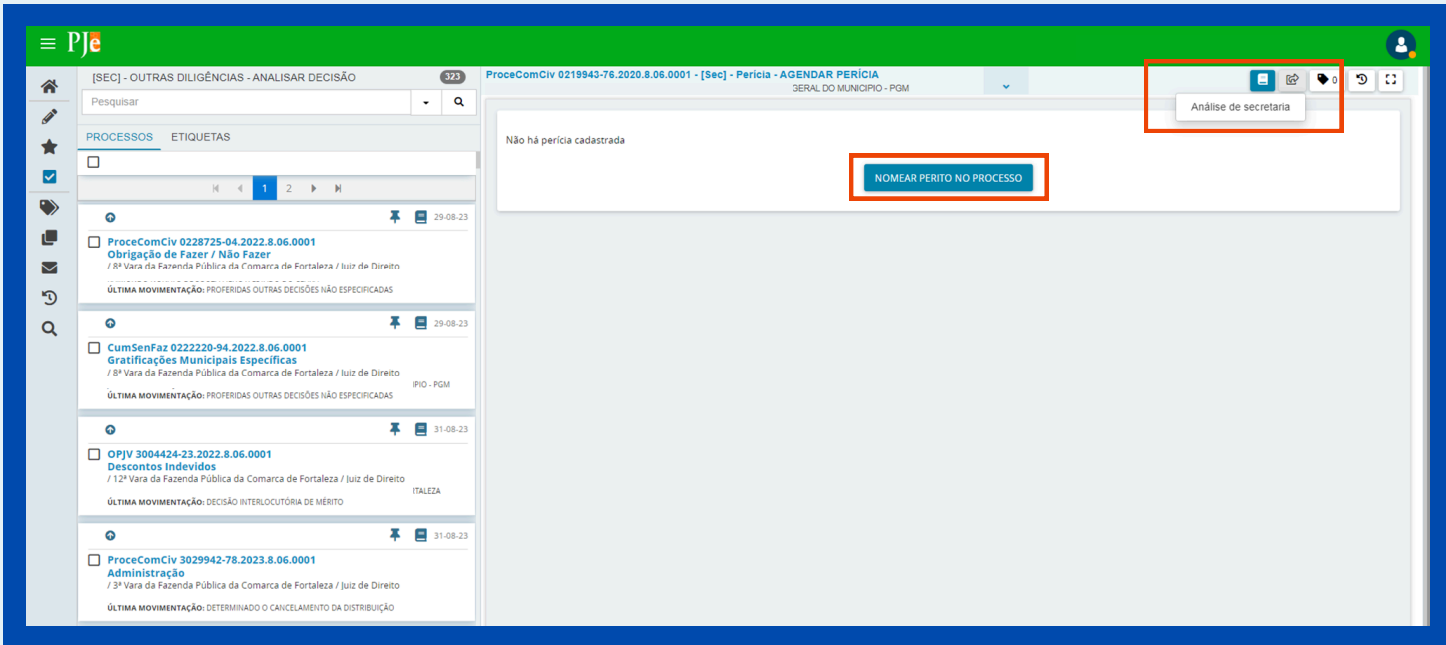 PJe
[SEC] - OUTRAS DILIGÊNCIAS - ANALISAR DECISÃO 323
Pesquisar
PROCESSOS ETIQUETAS
1 2
29-08-23
ProceComCiv 0228725-04.2022.8.06.0001
Obrigação de Fazer / Não Fazer
/ 8ª Vara da Fazenda Pública da Comarca de Fortaleza / Juiz de Direito
ÚLTIMA MOVIMENTAÇÃO: PROFERIDAS OUTRAS DECISÕES NÃO ESPECIFICADAS
29-08-23
CumSenFaz 0222220-94.2022.8.06.0001
Gratificações Municipais Específicas
/ 8ª Vara da Fazenda Pública da Comarca de Fortaleza / Juiz de Direito
IPIO - PGM
ÚLTIMA MOVIMENTAÇÃO: PROFERIDAS OUTRAS DECISÕES NÃO ESPECIFICADAS
31-08-23
OPJV 3004424-23.2022.8.06.0001
Descontos Indevidos
/ 12ª Vara da Fazenda Pública da Comarca de Fortaleza / Juiz de Direito
ITALEZA
ÚLTIMA MOVIMENTAÇÃO: DECISÃO INTERLOCUTÓRIA DE MÉRITO
31-08-23
ProceComCiv 3029942-78.2023.8.06.0001
Administração
/ 3ª Vara da Fazenda Pública da Comarca de Fortaleza / Juiz de Direito
ÚLTIMA MOVIMENTAÇÃO: DETERMINADO O CANCELAMENTO DA DISTRIBUIÇÃO
ProceComCiv 0219943-76.2020.8.06.0001 - [Sec] - Perícia - AGENDAR PERÍCIA
GERAL DO MUNICIPIO - PGM
0
Análise de secretaria
Não há perícia cadastrada
NOMEAR PERITO NO PROCESSO